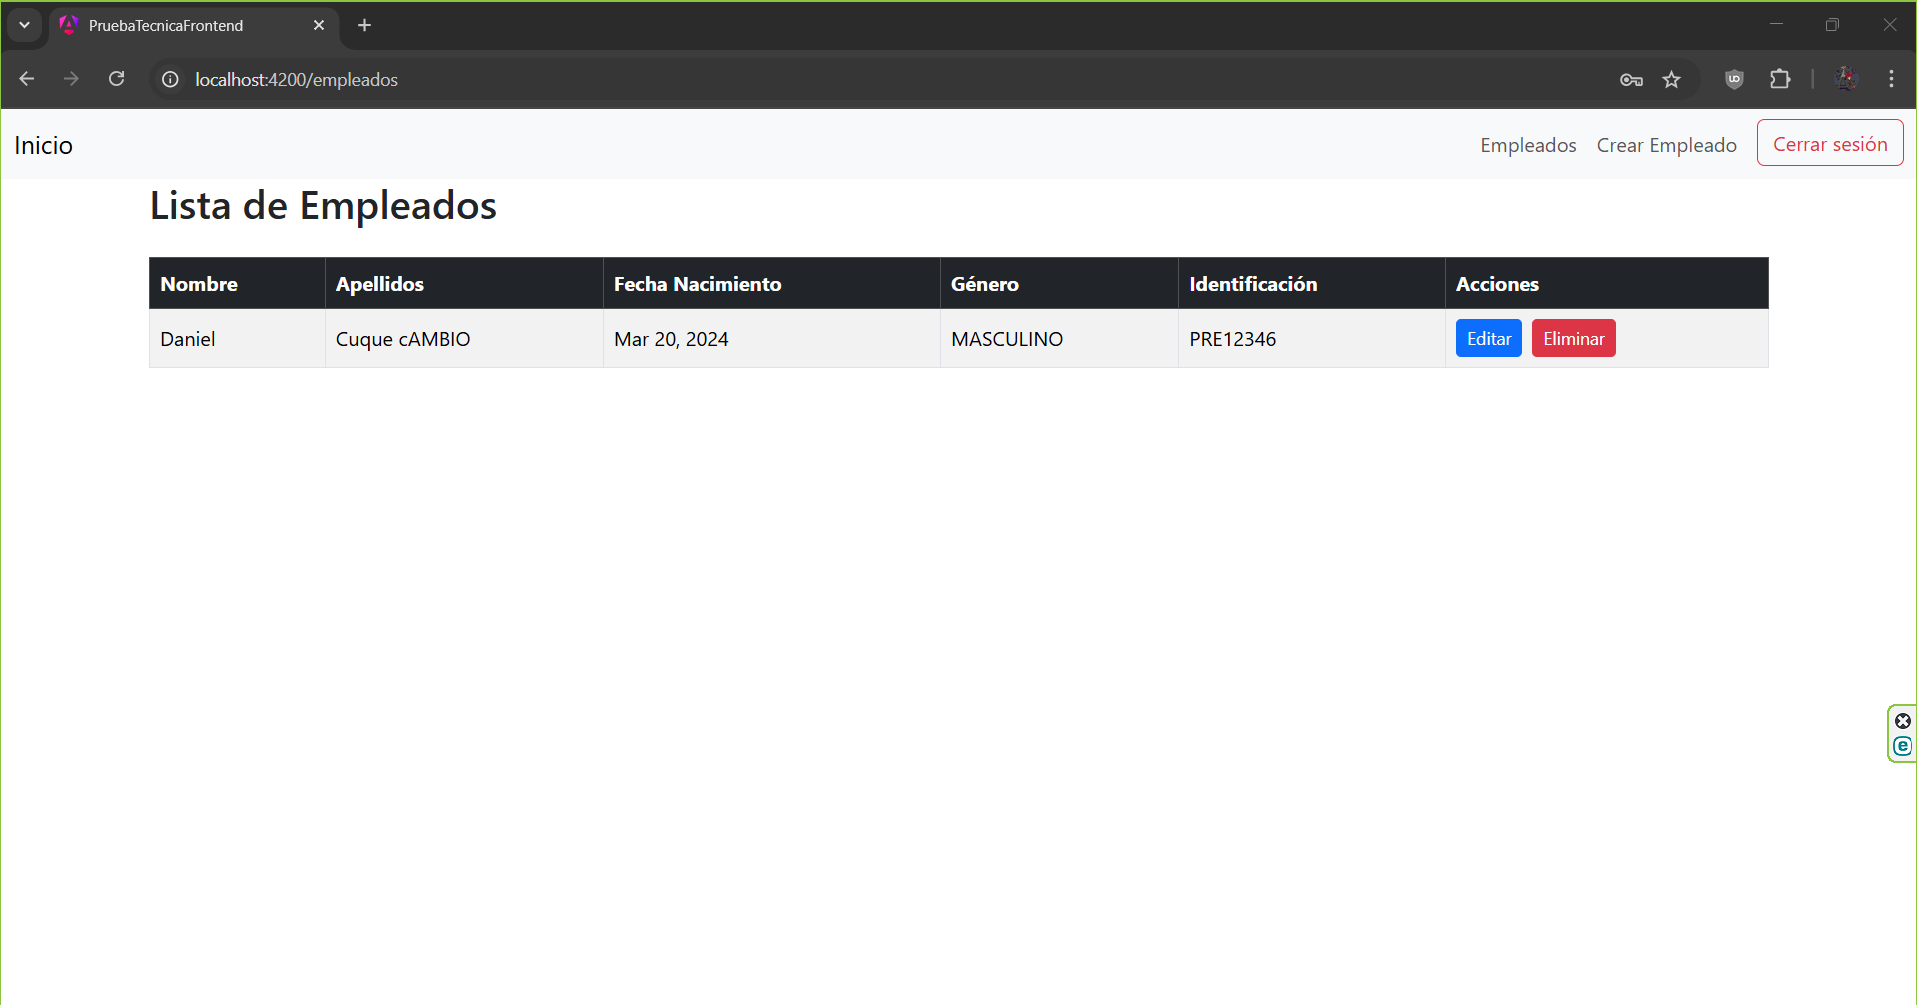 PruebaTecnicaFrontend
localhost:4200/empleados
Inicio
Empleados
Crear Empleado
Cerrar sesión
Lista de Empleados
Nombre Apellidos Fecha Nacimiento Género Identificación Acciones
Daniel Cuque cAMBIO Mar 20, 2024 MASCULINO PRE12346 Editar Eliminar